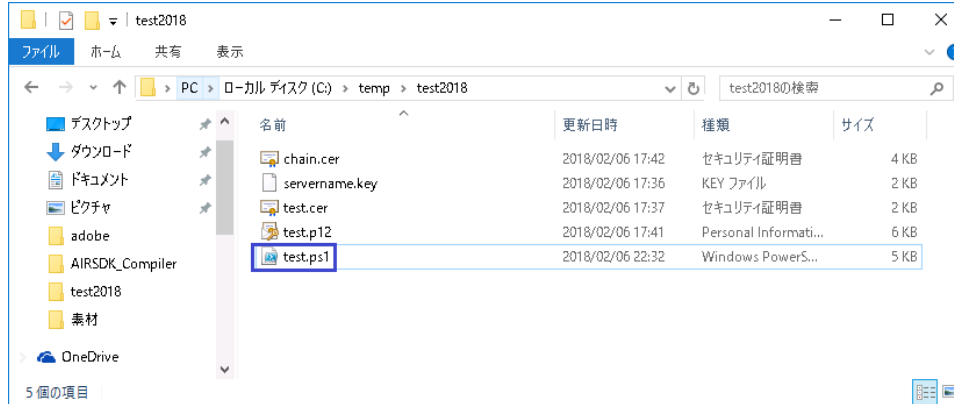 test2018
ファイル ホーム 共有 表示
PC ローカル ディスク (C:) temp test2018 test2018の検索
名前 更新日時 種類 サイズ
デスクトップ
ダウンロード
ドキュメント
ピクチャ
adobe
AIRSDK_Compiler
test2018
素材
OneDrive
chain.cer 2018/02/06 17:42 セキュリティ証明書 4 KB
servername.key 2018/02/06 17:36 KEY ファイル 2 KB
test.cer 2018/02/06 17:37 セキュリティ証明書 2 KB
test.p12 2018/02/06 17:41 Personal Informati... 6 KB
test.ps1 2018/02/06 22:32 Windows PowerS... 5 KB
5 個の項目